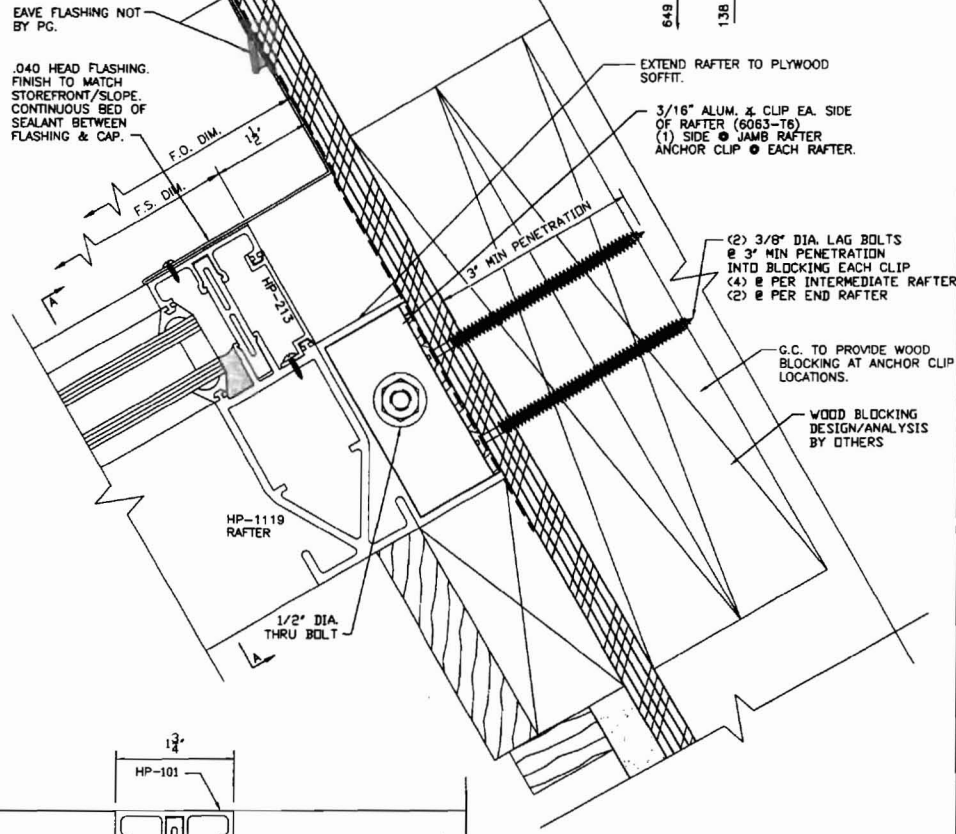 EAVE FLASHING NOT
BY PG.
649
138
.040 HEAD FLASHING.
FINISH TO MATCH
STOREFRONT/SLOPE.
CONTINUOUS BED OF
SEALANT BETWEEN
FLASHING & CAP.
EXTEND RAFTER TO PLYWOOD
SOFFIT.
3/16" ALUM. ∡ CLIP EA. SIDE
OF RAFTER (6063-T6)
(1) SIDE @ JAMB RAFTER
ANCHOR CLIP @ EACH RAFTER.
F.O. DIM.
1½"
F.S. DIM.
3" MIN PENETRATION
(2) 3/8" DIA. LAG BOLTS
@ 3" MIN PENETRATION
INTO BLOCKING EACH CLIP
(4) @ PER INTERMEDIATE RAFTER
(2) @ PER END RAFTER
A
HP-213
G.C. TO PROVIDE WOOD
BLOCKING AT ANCHOR CLIP
LOCATIONS.
WOOD BLOCKING
DESIGN/ANALYSIS
BY OTHERS
HP-1119
RAFTER
1/2" DIA.
THRU BOLT
A
1¾"
HP-101